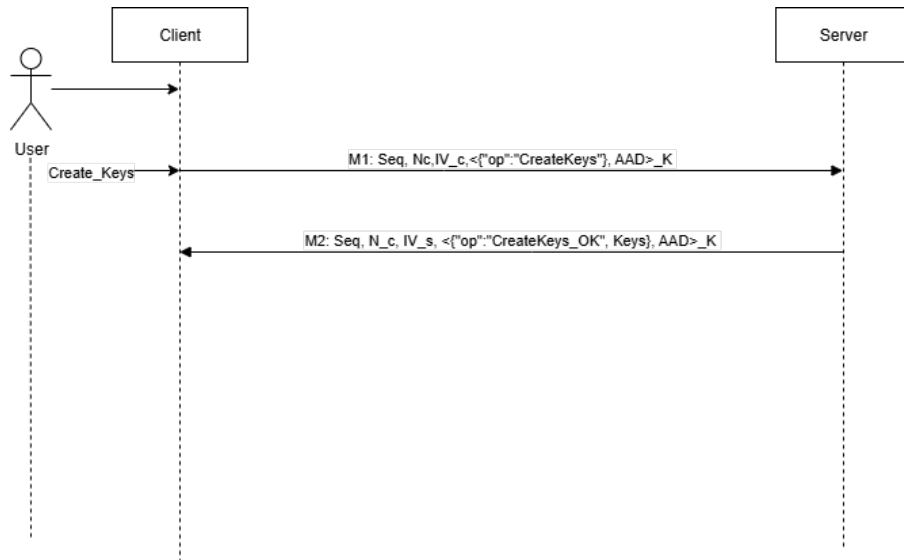 Client
Server
User
Create_Keys
M1: Seq, Nc,IV_c,<{"op":"CreateKeys"}, AAD>_K
M2: Seq, N_c, IV_s, <{"op":"CreateKeys_OK", Keys}, AAD>_K